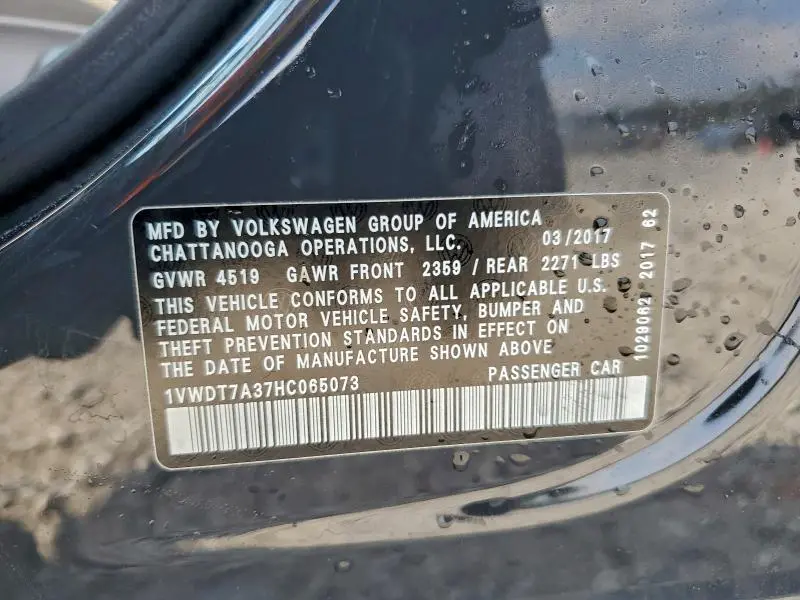 MFD BY VOLKSWAGEN GROUP OF AMERICA
CHATTANOOGA OPERATIONS, LLC. 03/2017
GVWR 4519 GAWR FRONT 2359 / REAR 2271 LBS
THIS VEHICLE CONFORMS TO ALL APPLICABLE U.S.
FEDERAL MOTOR VEHICLE SAFETY, BUMPER AND
THEFT PREVENTION STANDARDS IN EFFECT ON
THE DATE OF MANUFACTURE SHOWN ABOVE
1VWDT7A37HC065073 PASSENGER CAR
1029062 2017 62